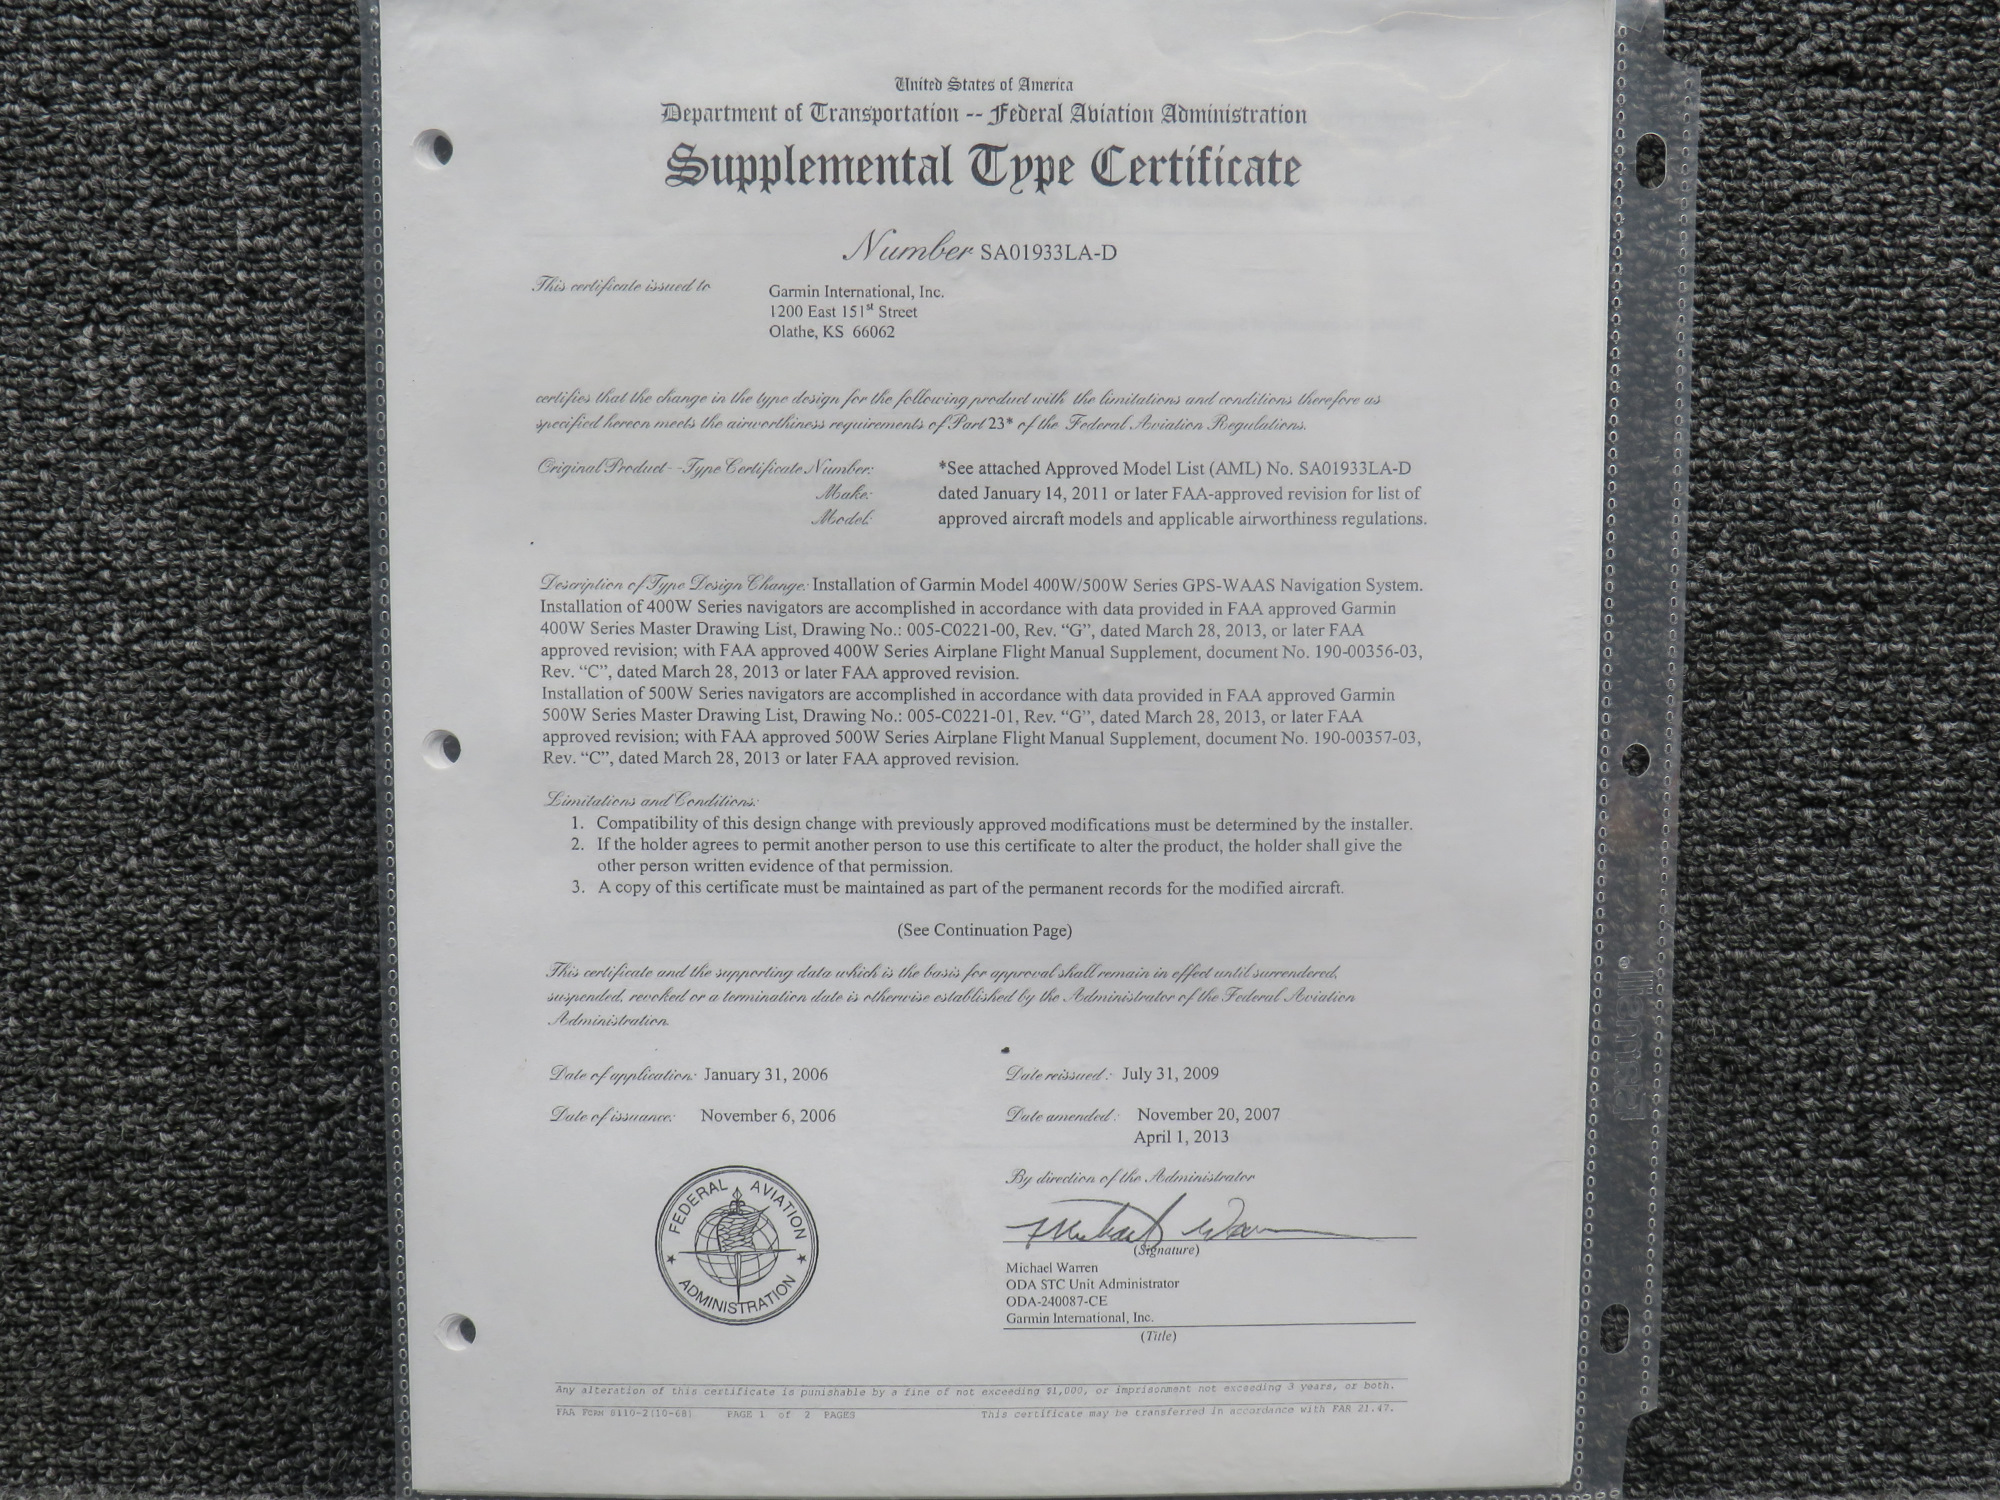 United States of America
Department of Transportation -- Federal Aviation Administration
Supplemental Type Certificate
Number SA01933LA-D
This certificate issued to
Garmin International, Inc.
1200 East 151st Street
Olathe, KS 66062
certifies that the change in the type design for the following product with the limitations and conditions therefore as
specified hereon meets the airworthiness requirements of Part 23* of the Federal Aviation Regulations.
Original Product--Type Certificate Number: *See attached Approved Model List (AML) No. SA01933LA-D
Make: dated January 14, 2011 or later FAA-approved revision for list of
Model: approved aircraft models and applicable airworthiness regulations.
Description of Type Design Change: Installation of Garmin Model 400W/500W Series GPS-WAAS Navigation System.
Installation of 400W Series navigators are accomplished in accordance with data provided in FAA approved Garmin
400W Series Master Drawing List, Drawing No.: 005-C0221-00, Rev. “G”, dated March 28, 2013, or later FAA
approved revision; with FAA approved 400W Series Airplane Flight Manual Supplement, document No. 190-00356-03,
Rev. “C”, dated March 28, 2013 or later FAA approved revision.
Installation of 500W Series navigators are accomplished in accordance with data provided in FAA approved Garmin
500W Series Master Drawing List, Drawing No.: 005-C0221-01, Rev. “G”, dated March 28, 2013, or later FAA
approved revision; with FAA approved 500W Series Airplane Flight Manual Supplement, document No. 190-00357-03,
Rev. “C”, dated March 28, 2013 or later FAA approved revision.
Limitations and Conditions:
1. Compatibility of this design change with previously approved modifications must be determined by the installer.
2. If the holder agrees to permit another person to use this certificate to alter the product, the holder shall give the
other person written evidence of that permission.
3. A copy of this certificate must be maintained as part of the permanent records for the modified aircraft.
(See Continuation Page)
This certificate and the supporting data which is the basis for approval shall remain in effect until surrendered,
suspended, revoked or a termination date is otherwise established by the Administrator of the Federal Aviation
Administration.
Date of application: January 31, 2006
Date reissued: July 31, 2009
Date of issuance: November 6, 2006
Date amended: November 20, 2007
April 1, 2013
FEDERAL AVIATION
ADMINISTRATION
By direction of the Administrator
Michael Warren
(Signature)
Michael Warren
ODA STC Unit Administrator
ODA-240087-CE
Garmin International, Inc.
(Title)
Any alteration of this certificate is punishable by a fine of not exceeding $1,000, or imprisonment not exceeding 3 years, or both.
FAA FORM 8110-2(10-68) PAGE 1 of 2 PAGES This certificate may be transferred in accordance with FAR 21.47.